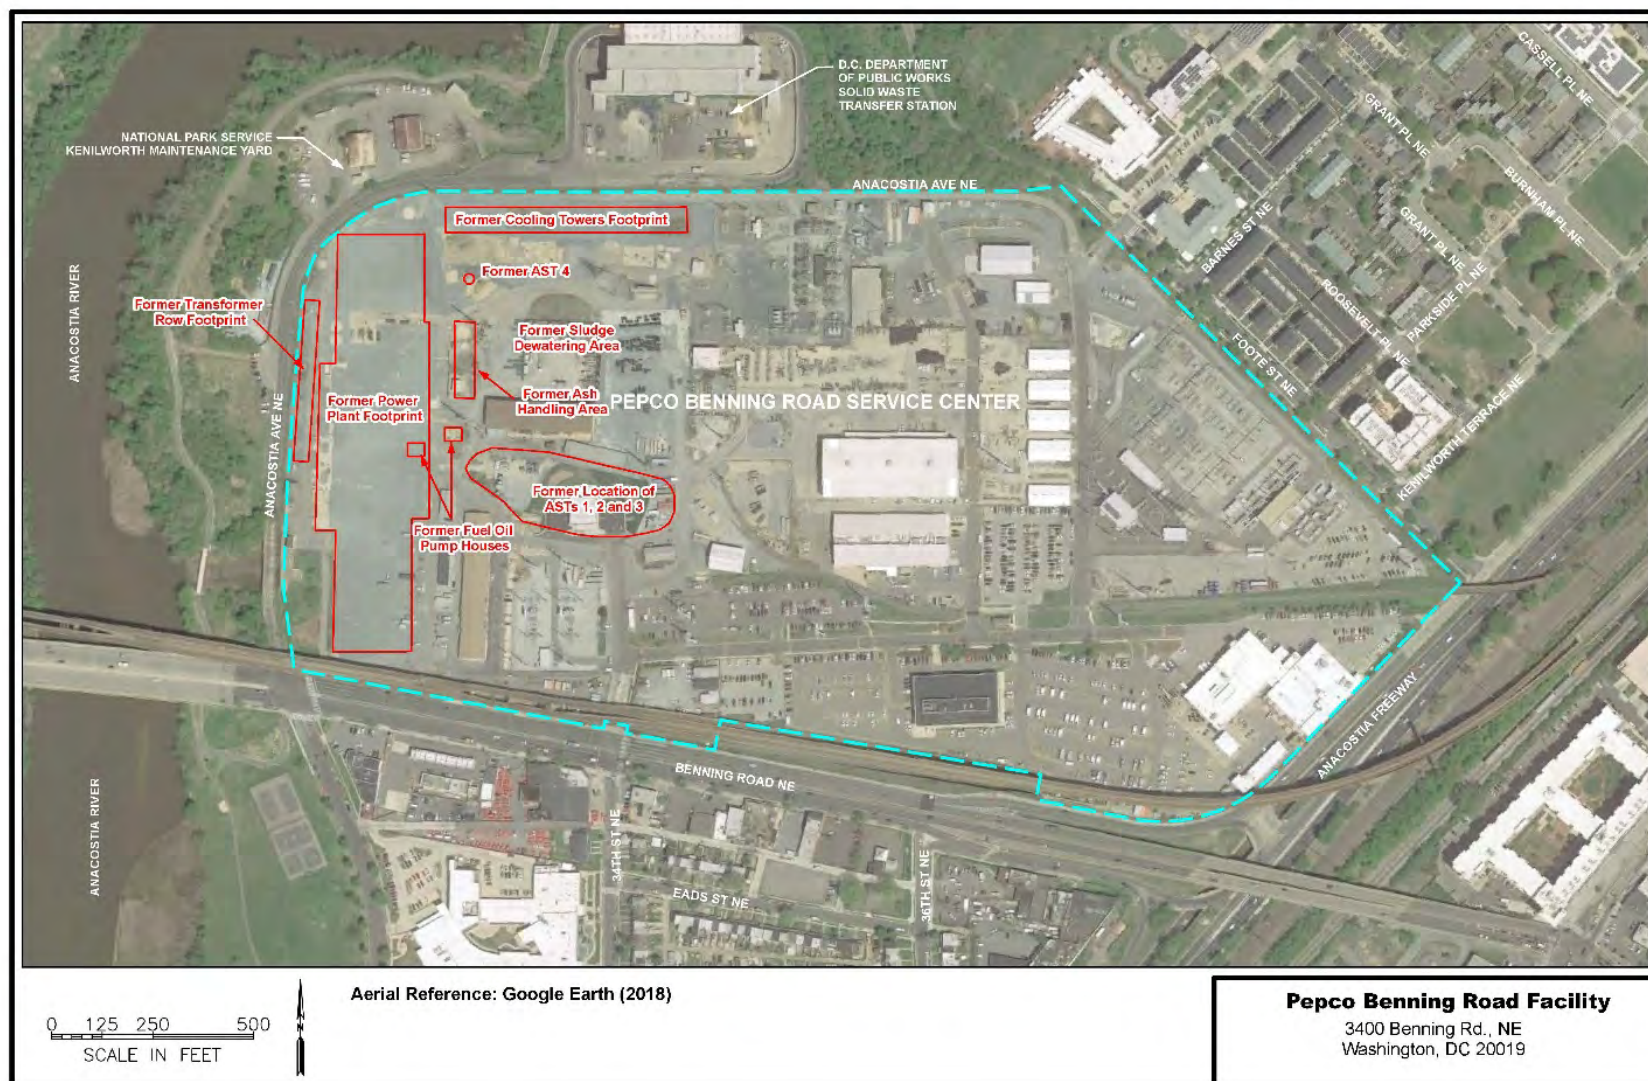 D.C. DEPARTMENT
OF PUBLIC WORKS
SOLID WASTE
TRANSFER STATION
NATIONAL PARK SERVICE
KENILWORTH MAINTENANCE YARD
CASSELL PL NE
GRANT PL NE
BURNHAM PL NE
ANACOSTIA AVE NE
BARNES ST NE
GRANT PL NE
ROOSEVELT PL NE
PARKSIDE PL NE
FOOTE ST NE
KENILWORTH TERRACE NE
ANACOSTIA RIVER
Former Cooling Towers Footprint
Former AST 4
Former Transformer
Row Footprint
Former Sludge
Dewatering Area
Former Ash
Handling Area
Former Power
Plant Footprint
PEPCO BENNING ROAD SERVICE CENTER
ANACOSTIA AVE NE
Former Location of
ASTs 1, 2 and 3
Former Fuel Oil
Pump Houses
ANACOSTIA FREEWAY
BENNING ROAD NE
ANACOSTIA RIVER
34TH ST NE
EADS ST NE
36TH ST NE
0 125 250 500
SCALE IN FEET
Aerial Reference: Google Earth (2018)
Pepco Benning Road Facility
3400 Benning Rd., NE
Washington, DC 20019